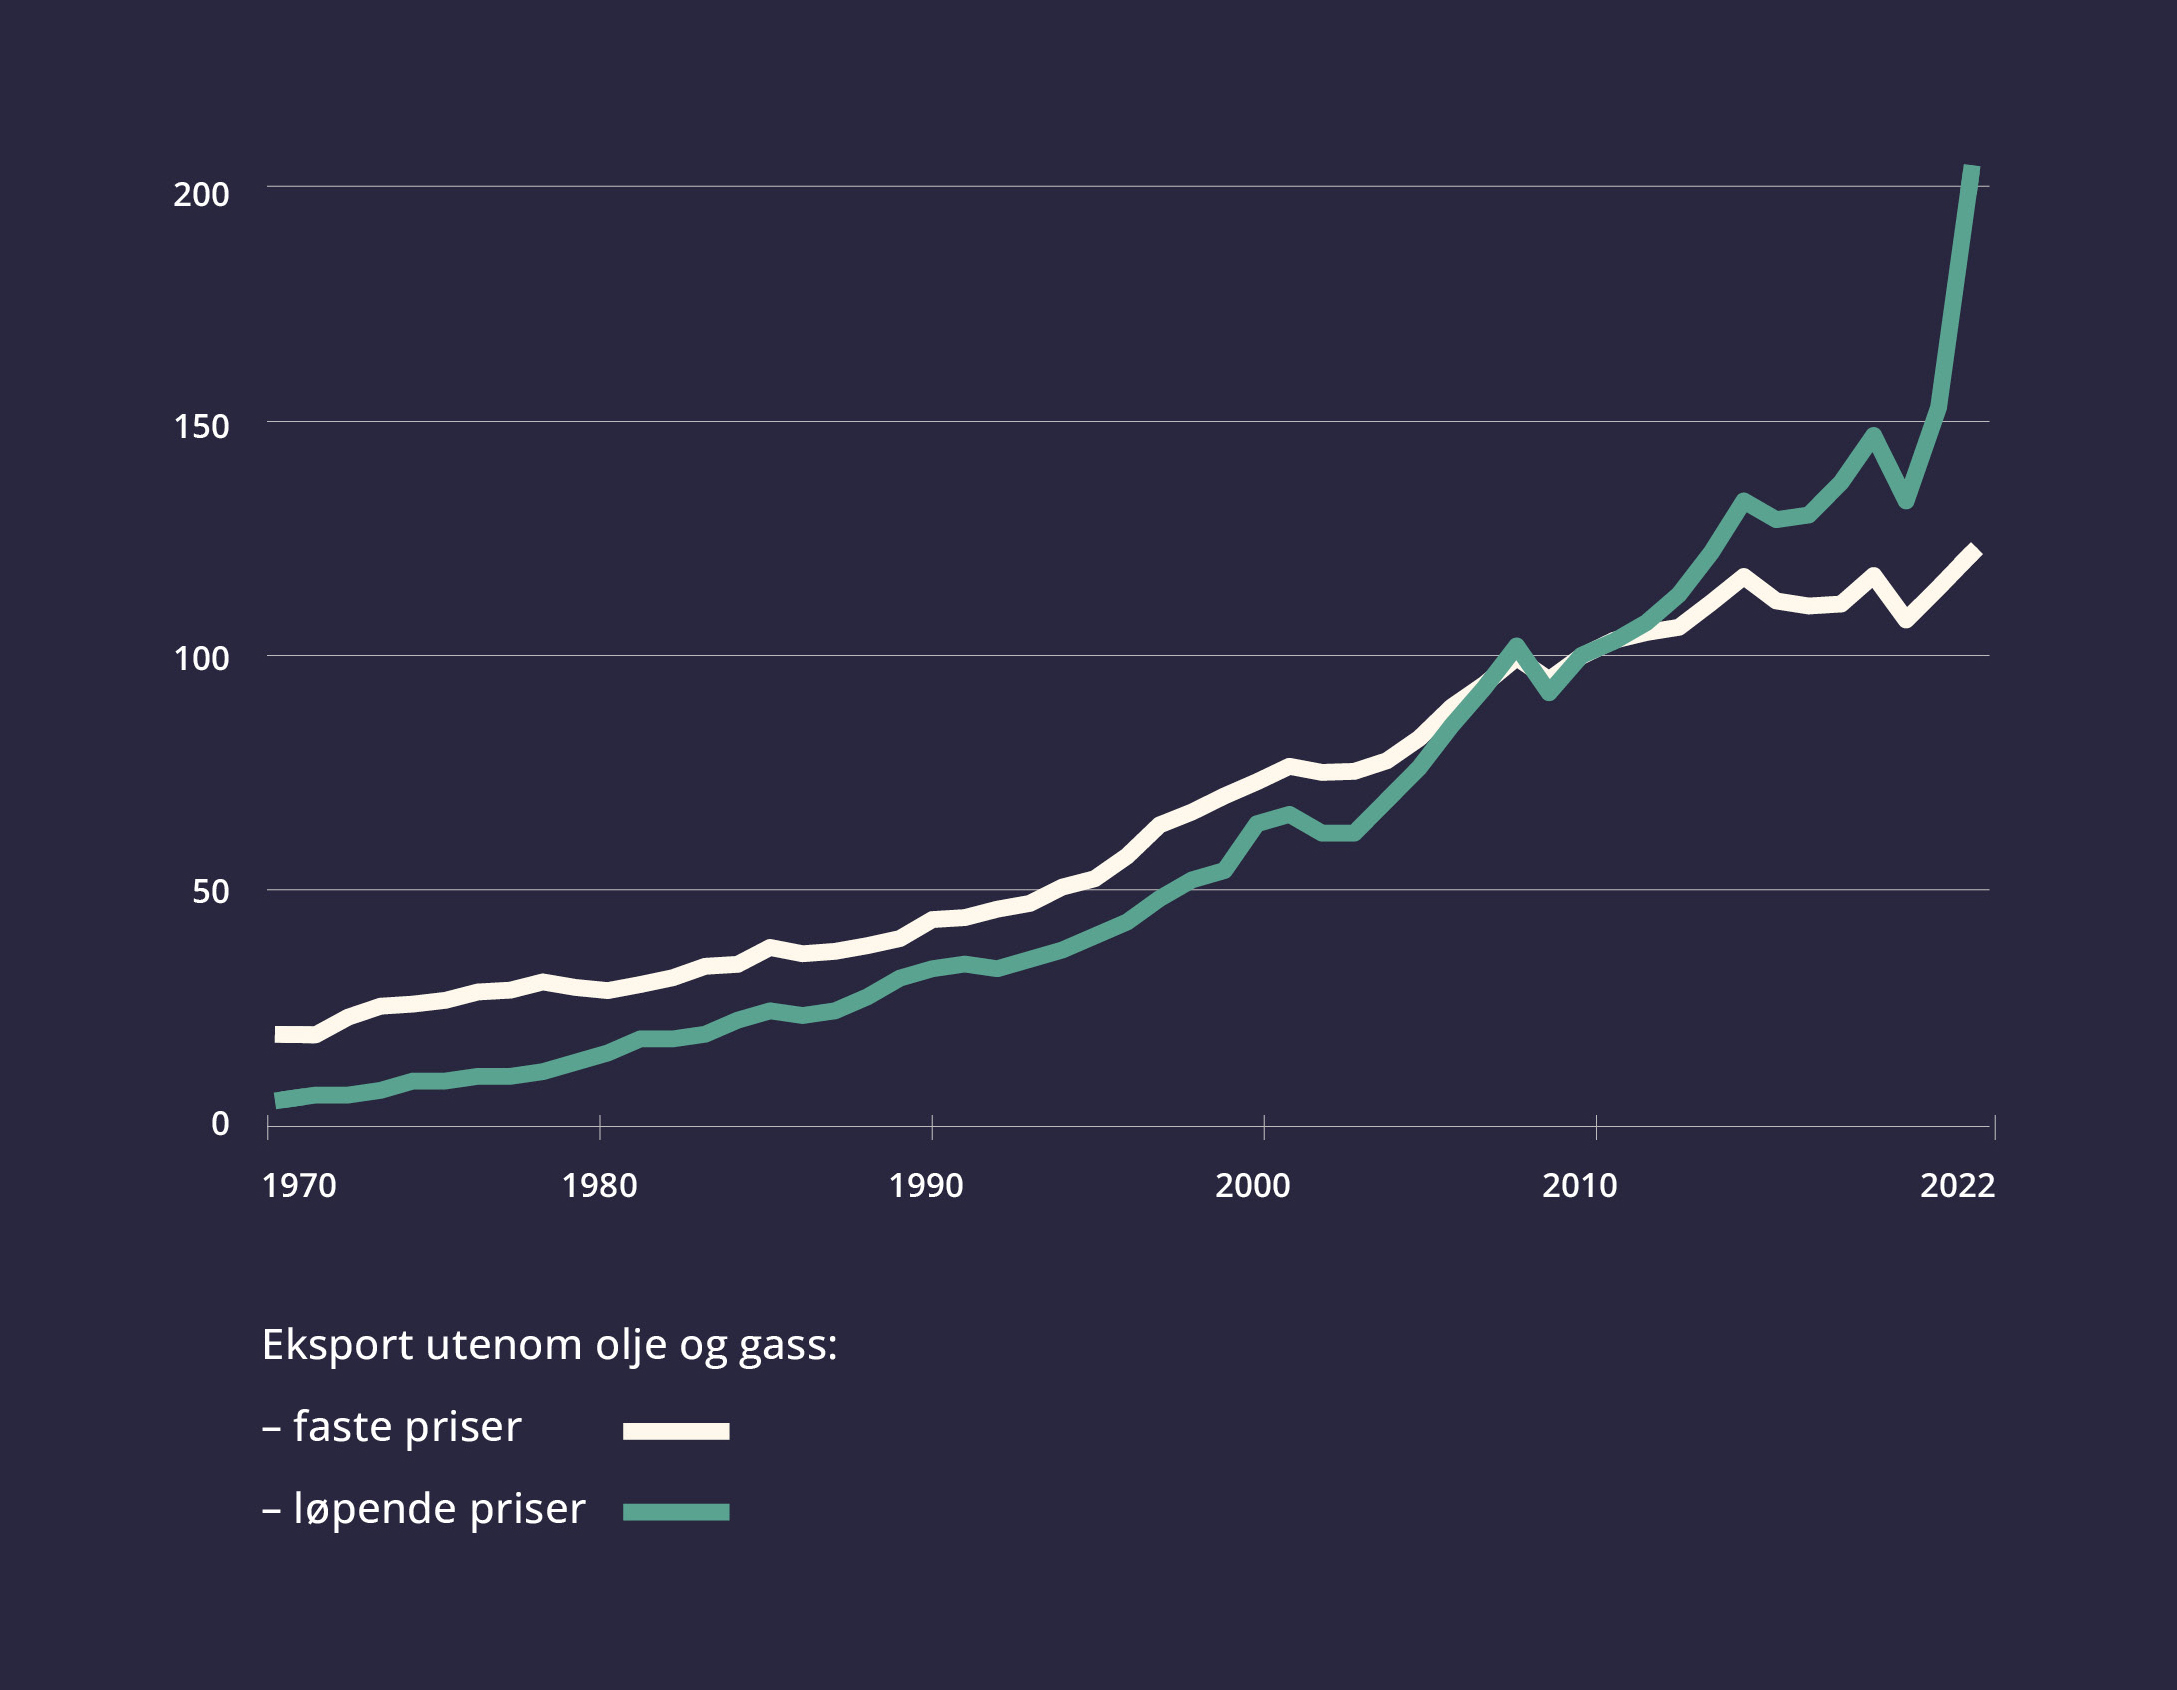 200
150
100
50
0
1970 1980 1990 2000 2010 2022
Eksport utenom olje og gass:
– faste priser
– løpende priser